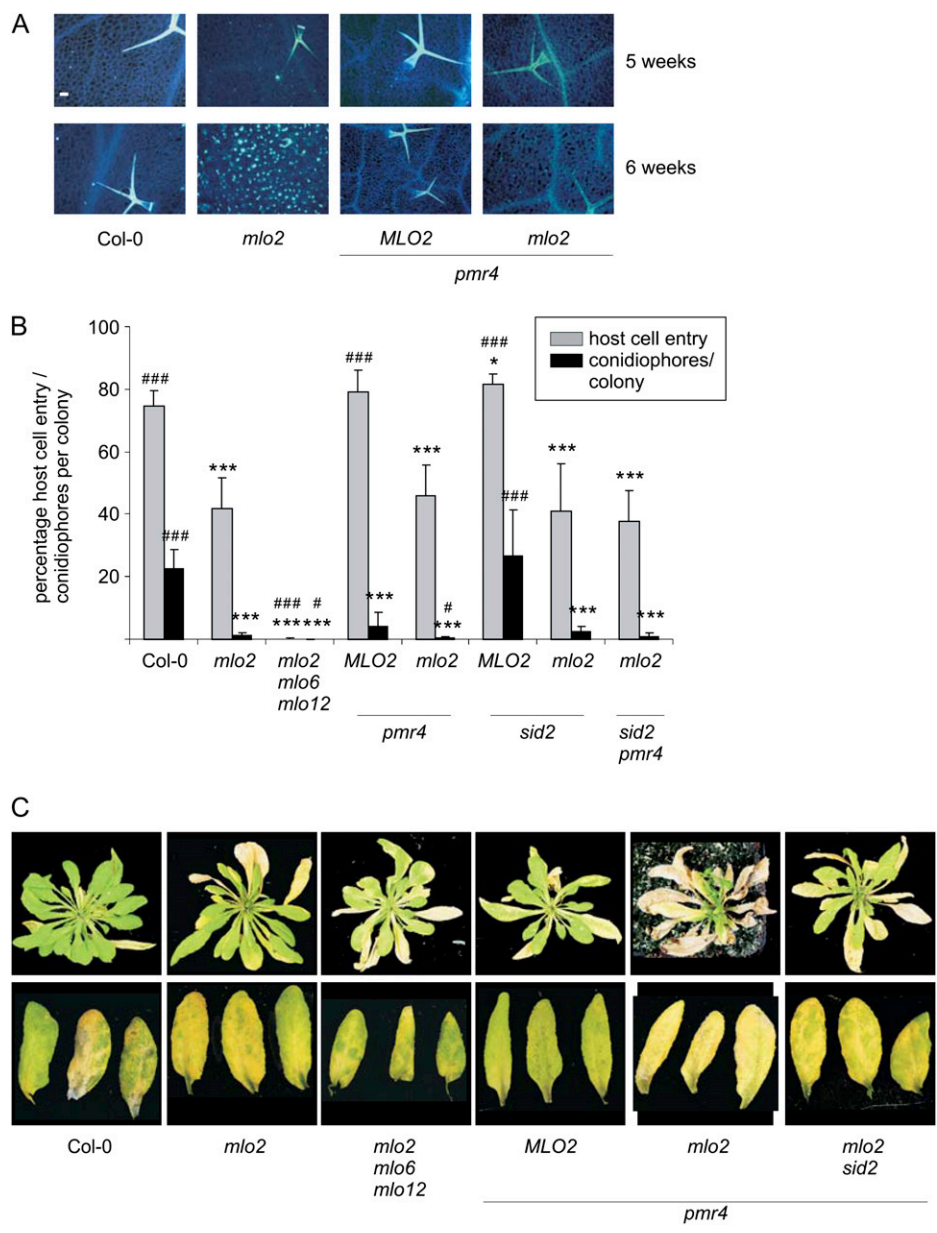 A
5 weeks
6 weeks
Col-0 mlo2 MLO2 mlo2
pmr4
B
percentage host cell entry /
conidiophores per colony
100
80
60
40
20
host cell entry
conidiophores/
colony
### ### *** *** ### # *** *** ### *** *** # *** ### * ### *** *** *** ***
Col-0 mlo2 mlo2 MLO2 mlo2 MLO2 mlo2 mlo2
mlo6
mlo12
pmr4 sid2 sid2
pmr4
C
Col-0 mlo2 mlo2 MLO2 mlo2 mlo2
mlo6 sid2
mlo12
pmr4